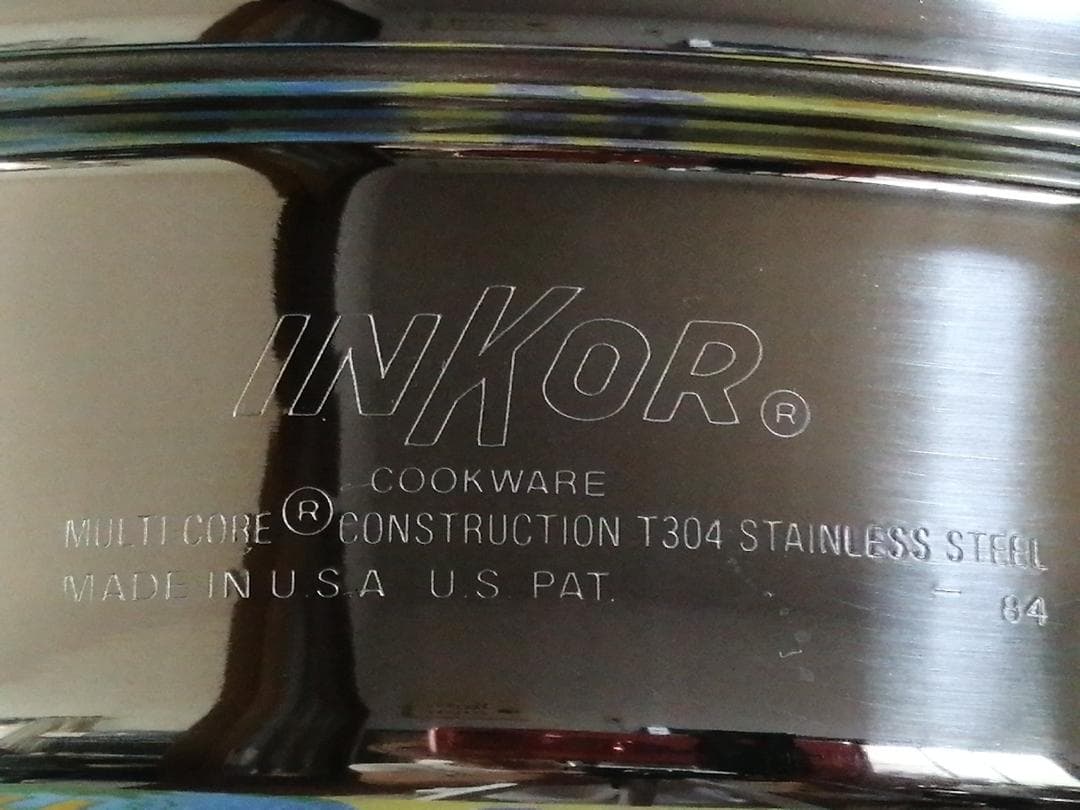 INKOR ®
COOKWARE
MULTI CORE ® CONSTRUCTION T304 STAINLESS STEEL
MADE IN U.S.A U.S. PAT.
84